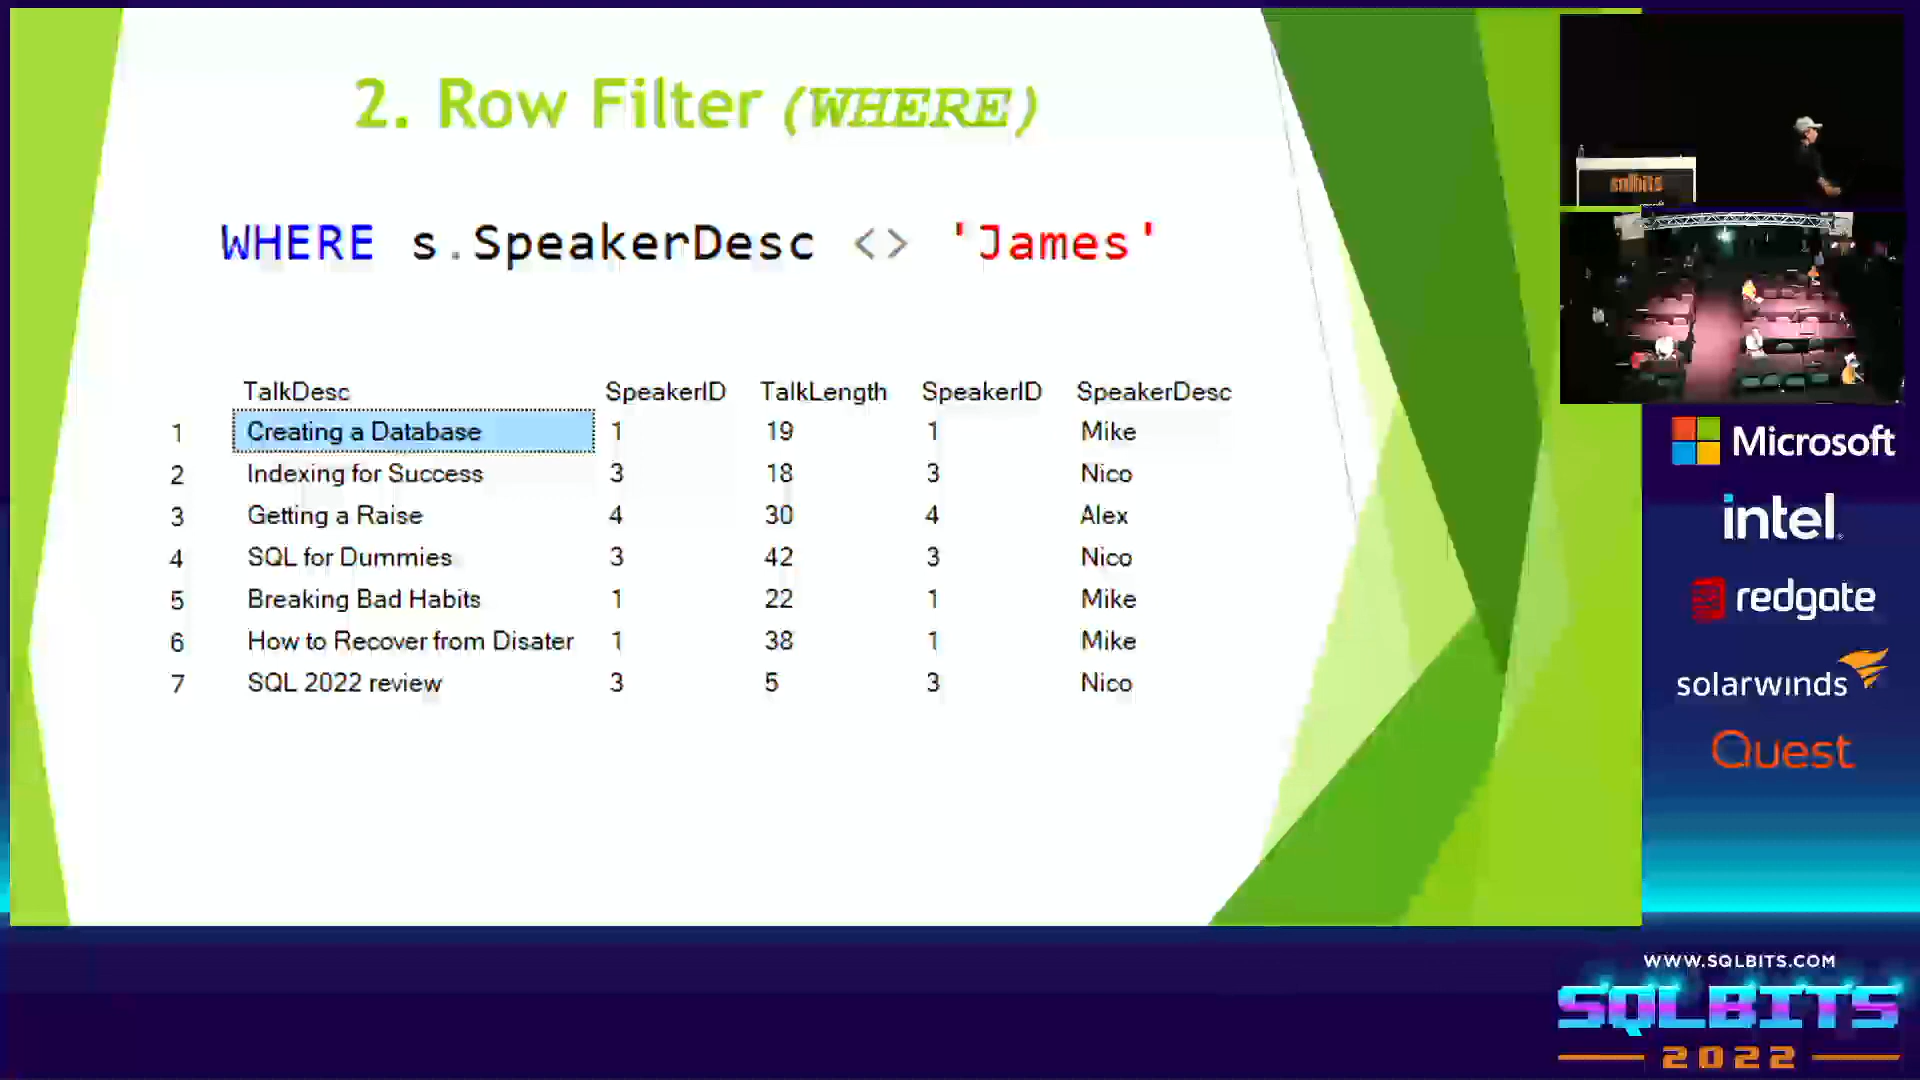 2. Row Filter (WHERE)
WHERE s.SpeakerDesc <> 'James'
TalkDesc SpeakerID TalkLength SpeakerID SpeakerDesc
1 Creating a Database 1 19 1 Mike
2 Indexing for Success 3 18 3 Nico
3 Getting a Raise 4 30 4 Alex
4 SQL for Dummies 3 42 3 Nico
5 Breaking Bad Habits 1 22 1 Mike
6 How to Recover from Disater 1 38 1 Mike
7 SQL 2022 review 3 5 3 Nico
sqlbits
Microsoft
intel.
redgate
solarwinds
Quest
WWW.SQLBITS.COM
SQLBITS
2022